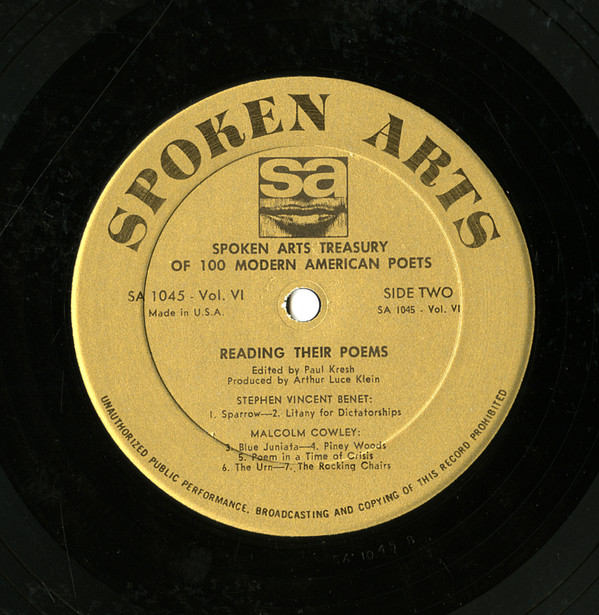 SPOKEN ARTS
sa
SPOKEN ARTS TREASURY
OF 100 MODERN AMERICAN POETS
SA 1045 - Vol. VI
Made in U.S.A.
SIDE TWO
SA 1045 - Vol. VI
READING THEIR POEMS
Edited by Paul Kresh
Produced by Arthur Luce Klein
STEPHEN VINCENT BENET:
1. Sparrow—2. Litany for Dictatorships
MALCOLM COWLEY:
3. Blue Juniata—4. Piney Woods
5. Poem in a Time of Crisis
6. The Urn—7. The Rocking Chairs
UNAUTHORIZED PUBLIC PERFORMANCE, BROADCASTING AND COPYING OF THIS RECORD PROHIBITED